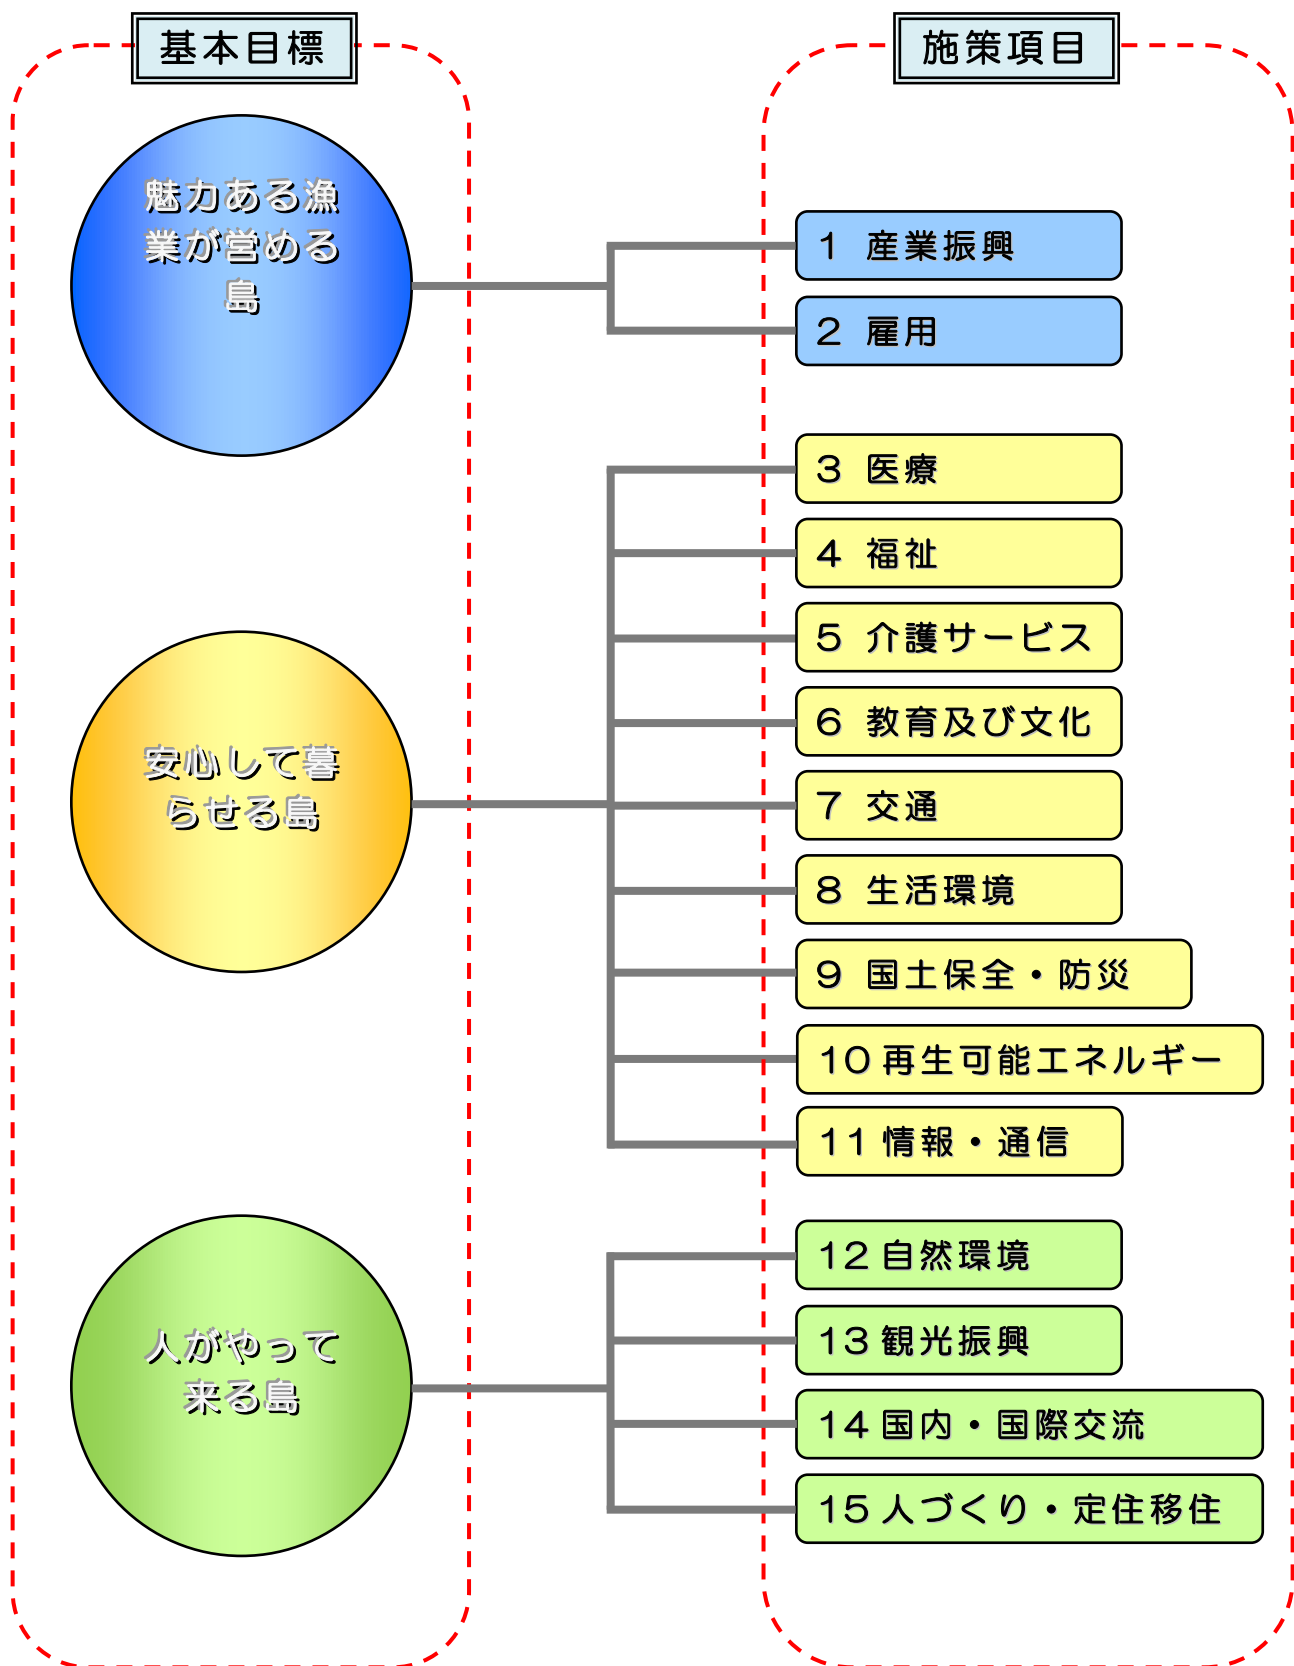 基本目標
施策項目
魅力ある漁
業が営める
島
1 産業振興
2 雇用
3 医療
4 福祉
5 介護サービス
安心して暮
らせる島
6 教育及び文化
7 交通
8 生活環境
9 国土保全・防災
10 再生可能エネルギー
11 情報・通信
人がやって
来る島
12 自然環境
13 観光振興
14 国内・国際交流
15 人づくり・定住移住